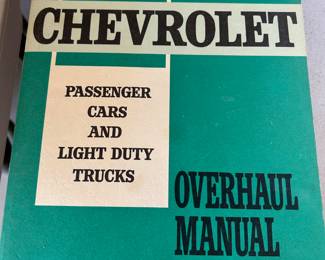 CHEVROLET
PASSENGER
CARS
AND
LIGHT DUTY
TRUCKS
OVERHAUL
MANUAL